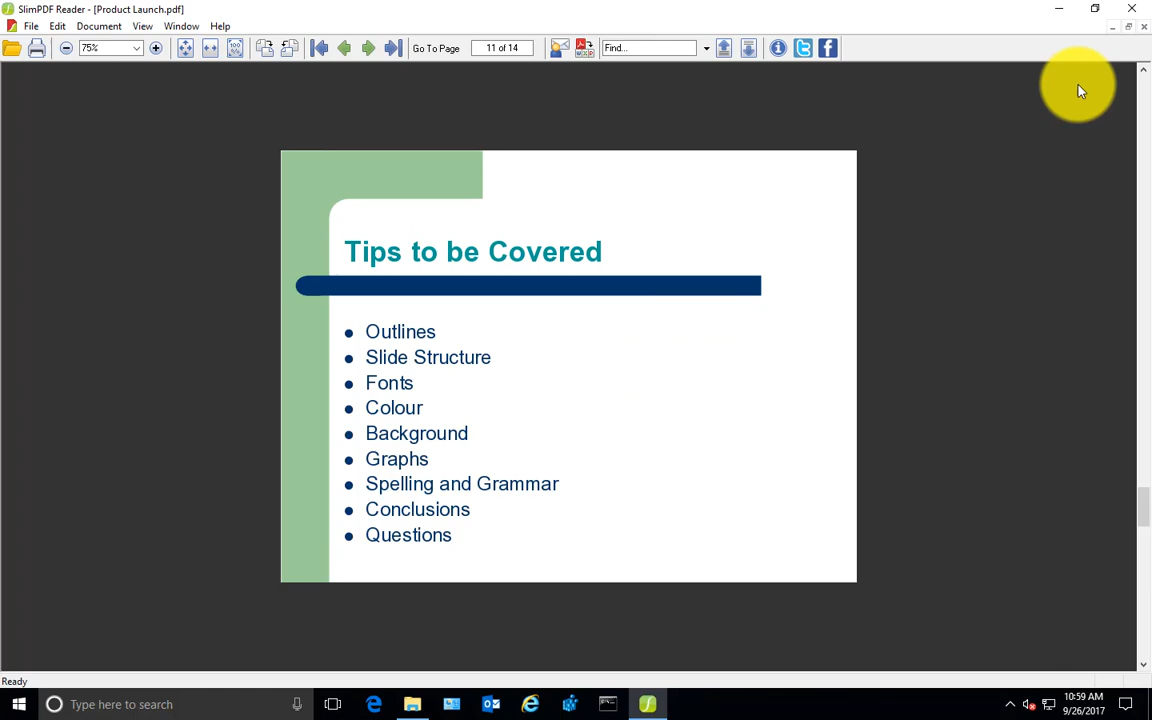 SlimPDF Reader - [Product Launch.pdf]
File Edit Document View Window Help
75% Go To Page 11 of 14 Find...
Tips to be Covered
Outlines
Slide Structure
Fonts
Colour
Background
Graphs
Spelling and Grammar
Conclusions
Questions
Ready
Type here to search
10:59 AM
9/26/2017